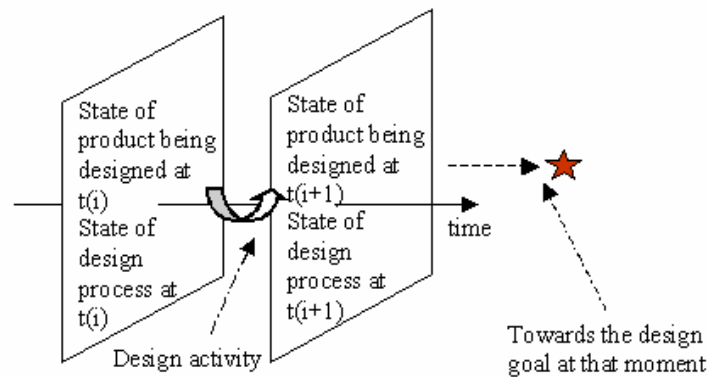 State of
product being
designed at
t(i)
State of
design
process at
t(i)
State of
product being
designed at
t(i+1)
State of
design
process at
t(i+1)
time
Design activity
Towards the design
goal at that moment